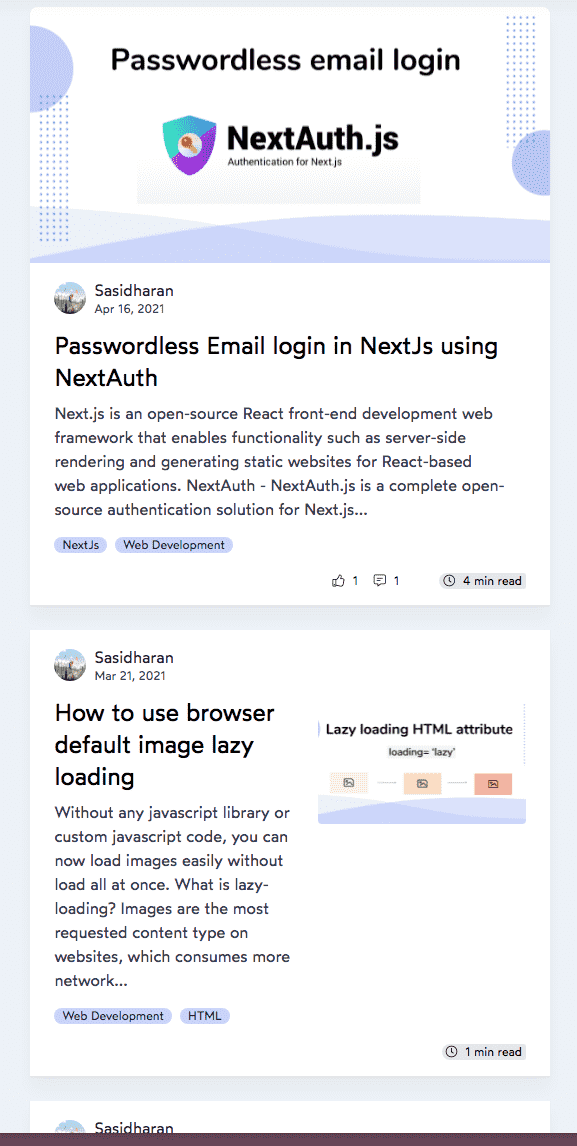 Passwordless email login
NextAuth.js
Authentication for Next.js
Sasidharan
Apr 16, 2021
Passwordless Email login in NextJs using
NextAuth
Next.js is an open-source React front-end development web
framework that enables functionality such as server-side
rendering and generating static websites for React-based
web applications. NextAuth - NextAuth.js is a complete open-
source authentication solution for Next.js...
NextJs Web Development
1 1 4 min read
Sasidharan
Mar 21, 2021
How to use browser
default image lazy
loading
Lazy loading HTML attribute
loading= 'lazy'
Without any javascript library or
custom javascript code, you can
now load images easily without
load all at once. What is lazy-
loading? Images are the most
requested content type on
websites, which consumes more
network...
Web Development HTML
1 min read
Sasidharan